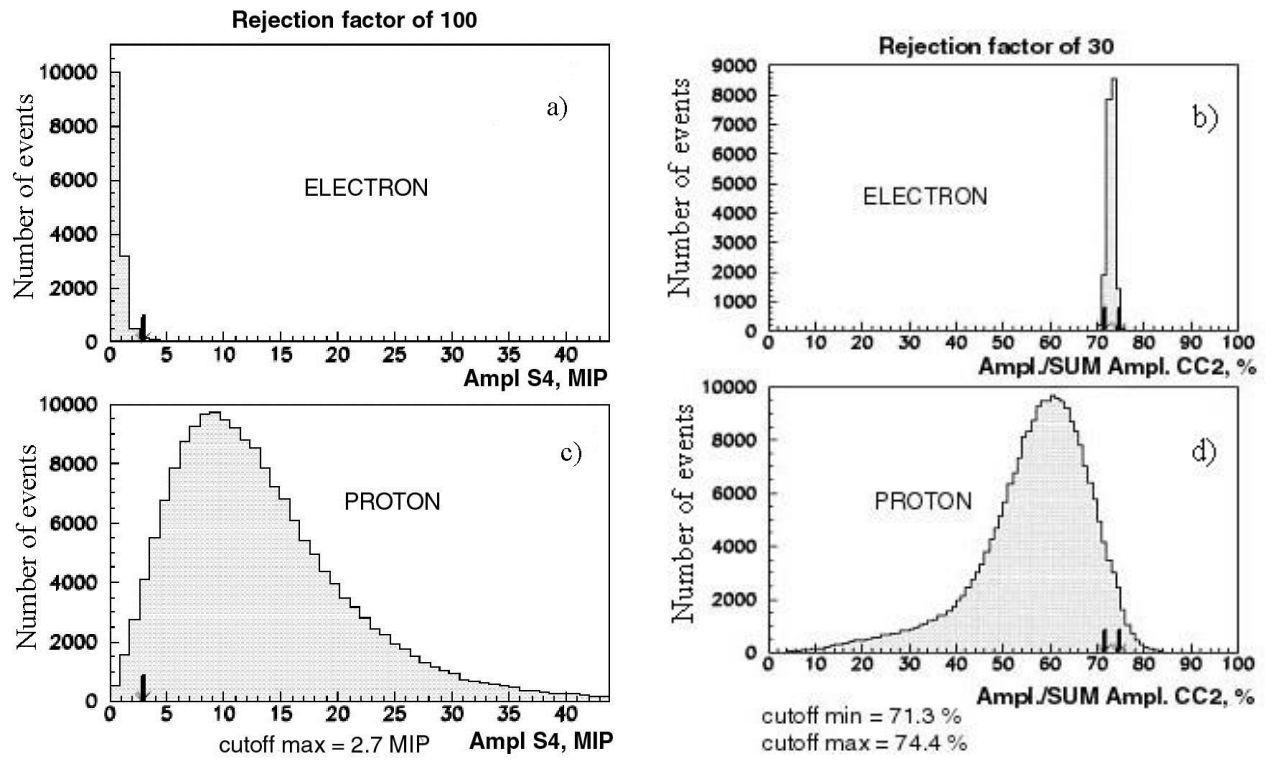 Rejection factor of 100
10000
8000
6000
4000
2000
0
Number of events
a)
ELECTRON
0 5 10 15 20 25 30 35 40
Ampl S4, MIP
Rejection factor of 30
9000
8000
7000
6000
5000
4000
3000
2000
1000
0
Number of events
b)
ELECTRON
0 10 20 30 40 50 60 70 80 90 100
Ampl./SUM Ampl. CC2, %
10000
8000
6000
4000
2000
0
Number of events
c)
PROTON
0 5 10 15 20 25 30 35 40
cutoff max = 2.7 MIP
Ampl S4, MIP
10000
8000
6000
4000
2000
0
Number of events
d)
PROTON
0 10 20 30 40 50 60 70 80 90 100
Ampl./SUM Ampl. CC2, %
cutoff min = 71.3 %
cutoff max = 74.4 %